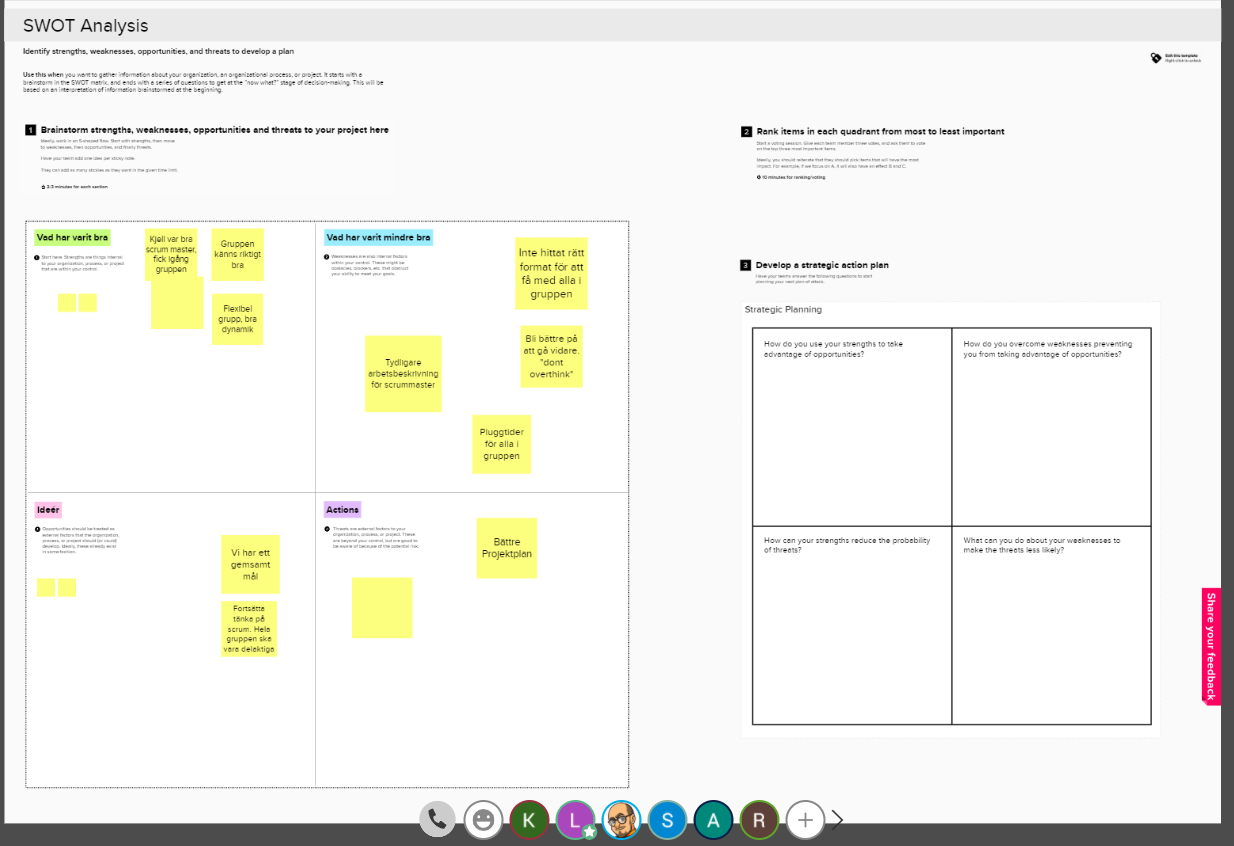 SWOT Analysis
Identify strengths, weaknesses, opportunities, and threats to develop a plan
Use this when you want to gather information about your organization, an organizational process, or project. It starts with a
brainstorm in the SWOT matrix, and ends with a series of questions to get at the "now what?" stage of decision-making. This will be
based on an interpretation of information brainstormed at the beginning.
Edit this template
Right-click to unlock
1 Brainstorm strengths, weaknesses, opportunities and threats to your project here
Ideally, work in an Surveyed flow. Start with strengths, then move
to weaknesses, then opportunities, and finally threats.
Have your team add one idea per sticky note.
They can add as many stickies as they want in the given time limit.
2-3 minutes for each section
2 Rank items in each quadrant from most to least important
Start a voting session. Give each team member three votes, and ask them to vote
on the top three most important items.
Ideally, you should reiterate that they should pick items that will have the most
impact. For example, if we focus on A, it will also have an effect B and C.
10 minutes for ranking/voting
Vad har varit bra
Start here. Strengths are things internal
to your organization, process, or project
that are within your control.
Kjell var bra
scrum master,
fick igång
gruppen
Gruppen
känns riktigt
bra
Flexibel
grupp, bra
dynamik
Vad har varit mindre bra
Weaknesses are also internal factors
within your control. These might be
obstacles, blockers, etc. that obstruct
your ability to meet your goals.
Inte hittat rätt
format för att
få med alla i
gruppen
Bli bättre på
att gå vidare.
"dont
overthink"
Tydligare
arbetsbeskrivning
för scrummaster
Pluggtider
för alla i
gruppen
3 Develop a strategic action plan
Have your teams answer the following questions to start
planning your next plan of attack.
Strategic Planning
How do you use your strengths to take
advantage of opportunities?
How do you overcome weaknesses preventing
you from taking advantage of opportunities?
How can your strengths reduce the probability
of threats?
What can you do about your weaknesses to
make the threats less likely?
Ideér
Opportunities should be treated as
external factors that the organization,
process, or project should (or could)
develop. Ideally, these already exist
in some fashion.
Vi har ett
gemsamt
mål
Fortsätta
tänka på
scrum. Hela
gruppen ska
vara delaktiga
Actions
Threats are external factors to your
organization, process, or project. These
are beyond your control, but are good to
be aware of because of the potential risk.
Bättre
Projektplan
Share your feedback
K
L
S
A
R